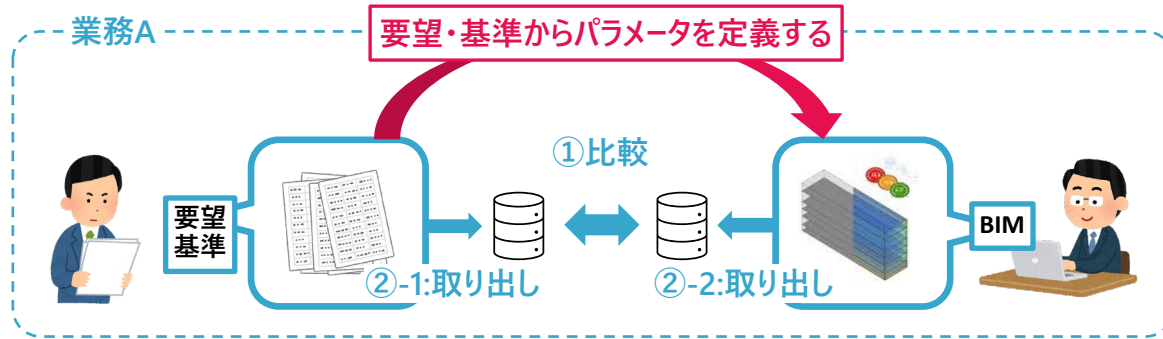 業務A
要望・基準からパラメータを定義する
①比較
要望
基準
BIM
②-1:取り出し
②-2:取り出し